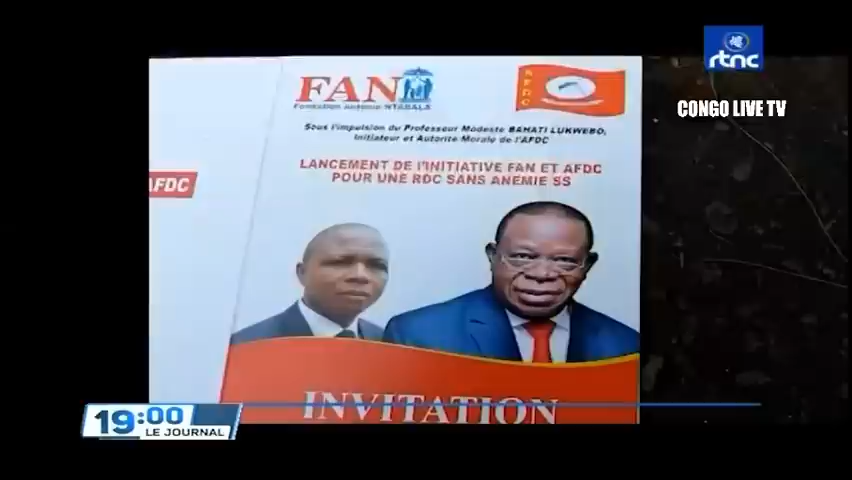 rtnc
CONGO LIVE TV
FAN
Fondation Antoine NTABALA
AFDC
Sous l'impulsion du Professeur Modeste BAHATI LUKWEBO,
Initiateur et Autorité Morale de l'AFDC
LANCEMENT DE l'INITIATIVE FAN ET AFDC
POUR UNE RDC SANS ANEMIE SS
AFDC
INVITATION
19:00
LE JOURNAL